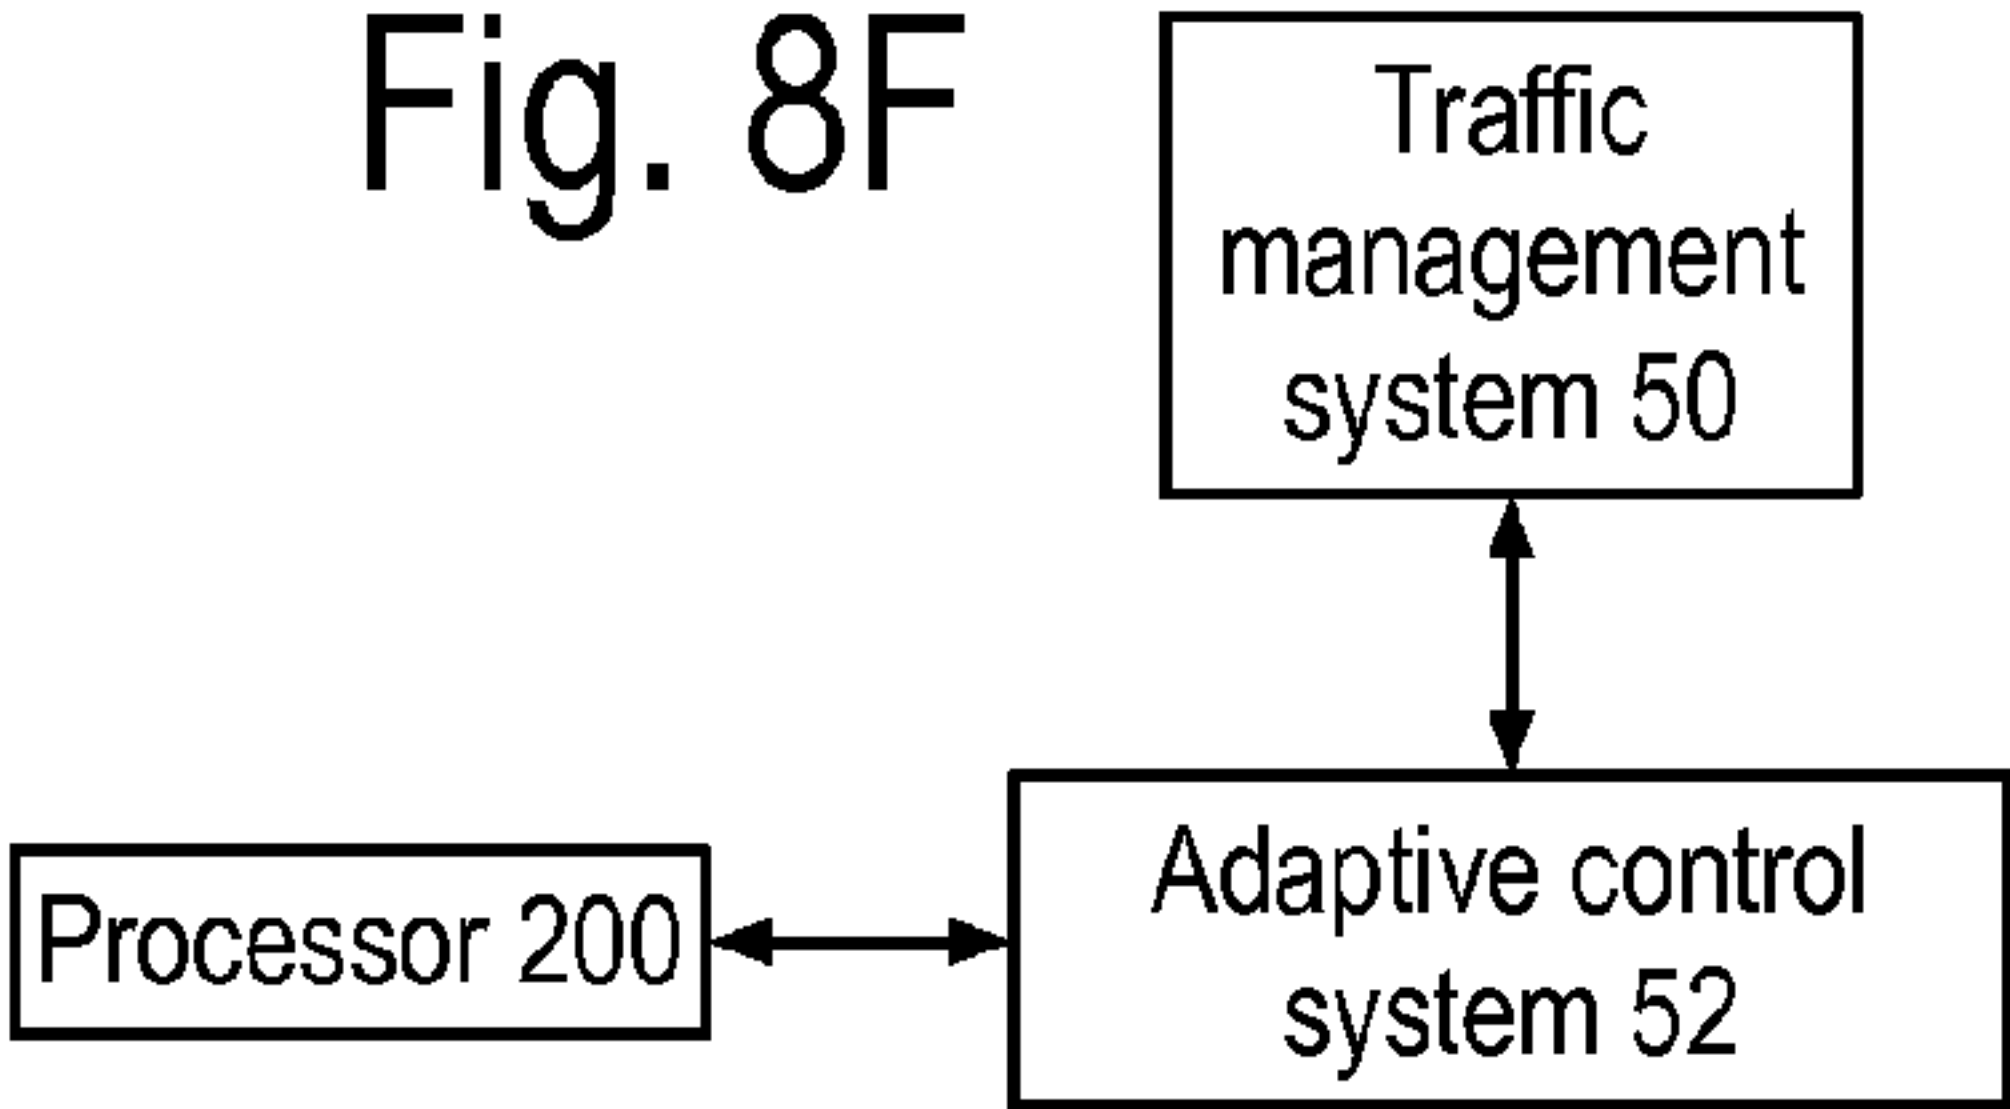 Fig. 8F
Traffic
management
system 50
Processor 200
Adaptive control
system 52